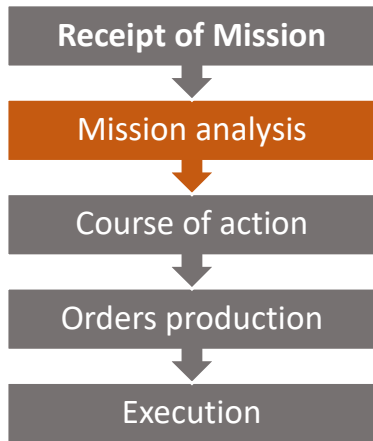 Receipt of Mission
Mission analysis
Course of action
Orders production
Execution